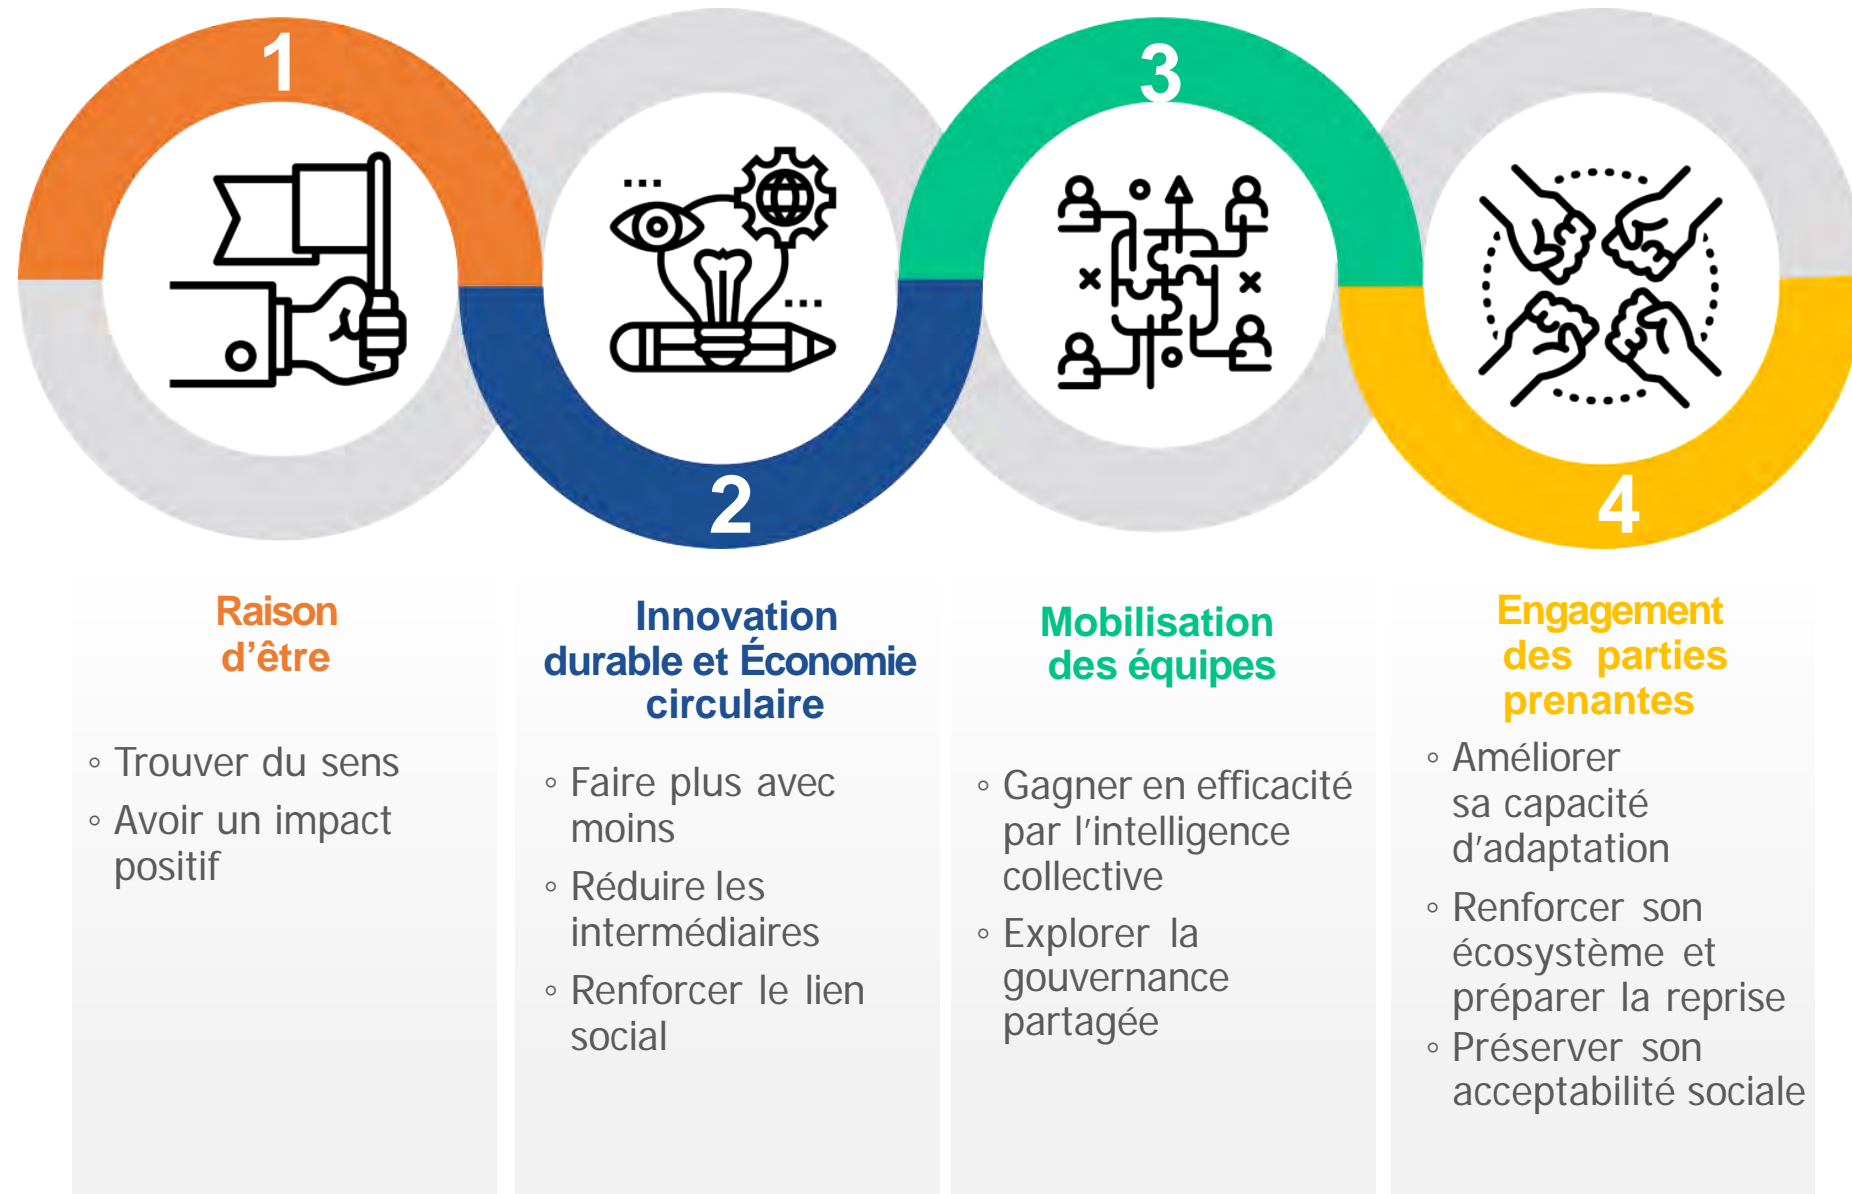 1
2
3
4
Raison
d’être
◦ Trouver du sens
◦ Avoir un impact
positif
Innovation
durable et Économie
circulaire
◦ Faire plus avec
moins
◦ Réduire les
intermédiaires
◦ Renforcer le lien
social
Mobilisation
des équipes
◦ Gagner en efficacité
par l’intelligence
collective
◦ Explorer la
gouvernance
partagée
Engagement
des parties
prenantes
◦ Améliorer
sa capacité
d’adaptation
◦ Renforcer son
écosystème et
préparer la reprise
◦ Préserver son
acceptabilité sociale